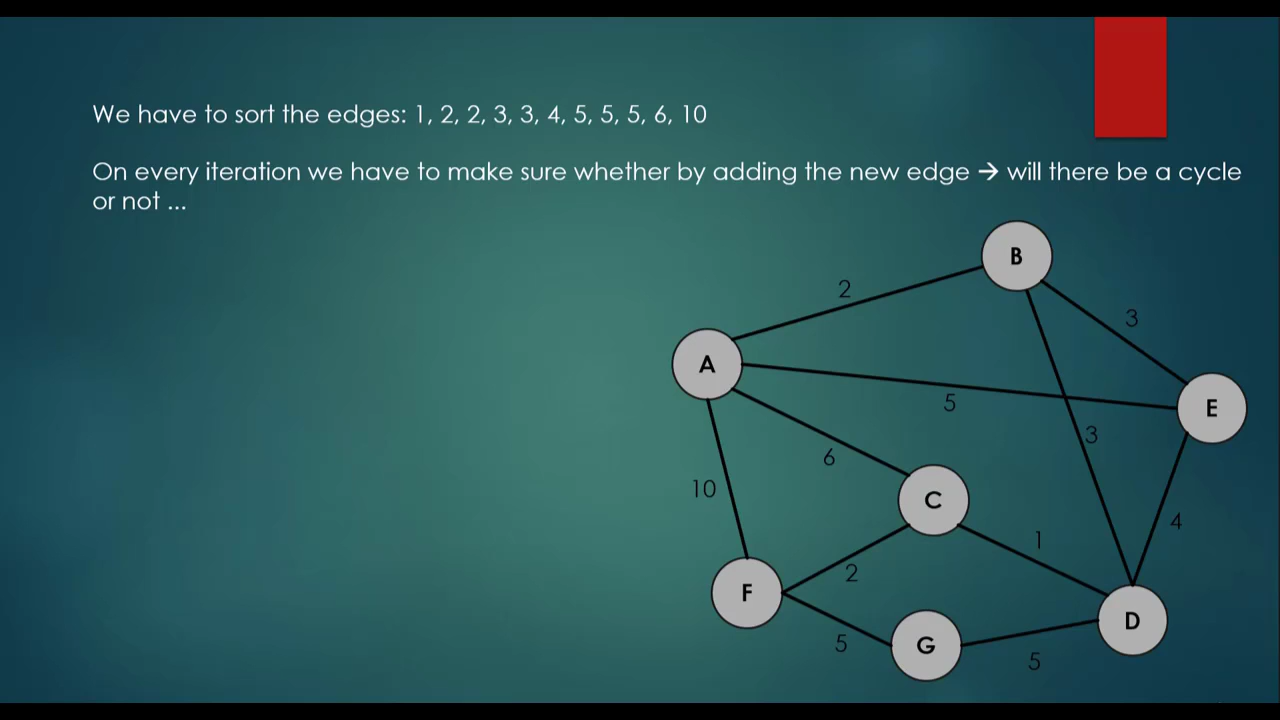 We have to sort the edges: 1, 2, 2, 3, 3, 4, 5, 5, 5, 6, 10
On every iteration we have to make sure whether by adding the new edge → will there be a cycle
or not ...
B
2
3
A
E
5
3
6
10
C
4
1
2
F
D
5
G
5